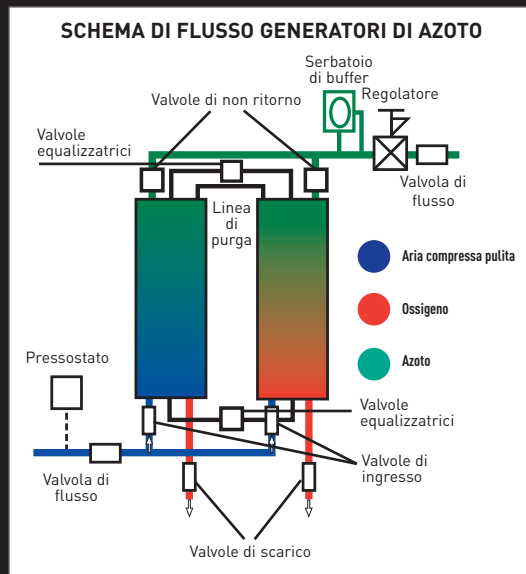 SCHEMA DI FLUSSO GENERATORI DI AZOTO
Serbatoio
di buffer
Regolatore
Valvole di non ritorno
Valvole
equalizzatrici
Valvola di
flusso
Linea
di
purga
Aria compressa pulita
Ossigeno
Azoto
Pressostato
Valvole
equalizzatrici
Valvole di
ingresso
Valvola di
flusso
Valvole di scarico